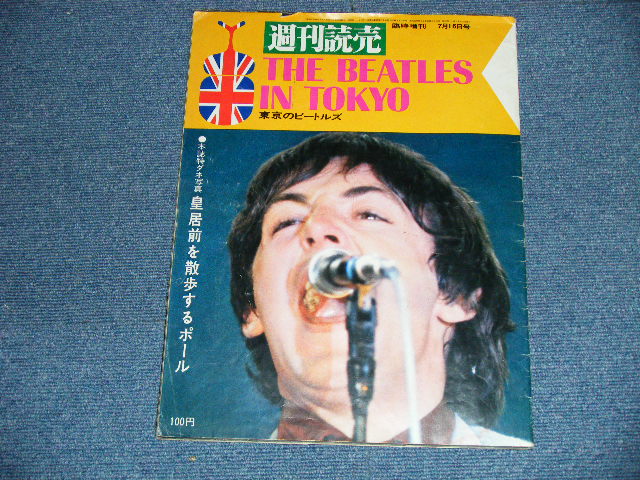 臨時増刊 7月16日号
週刊読売
THE BEATLES
IN TOKYO
東京のビートルズ
●本誌特ダネ写真
皇居前を散歩するポール
100円